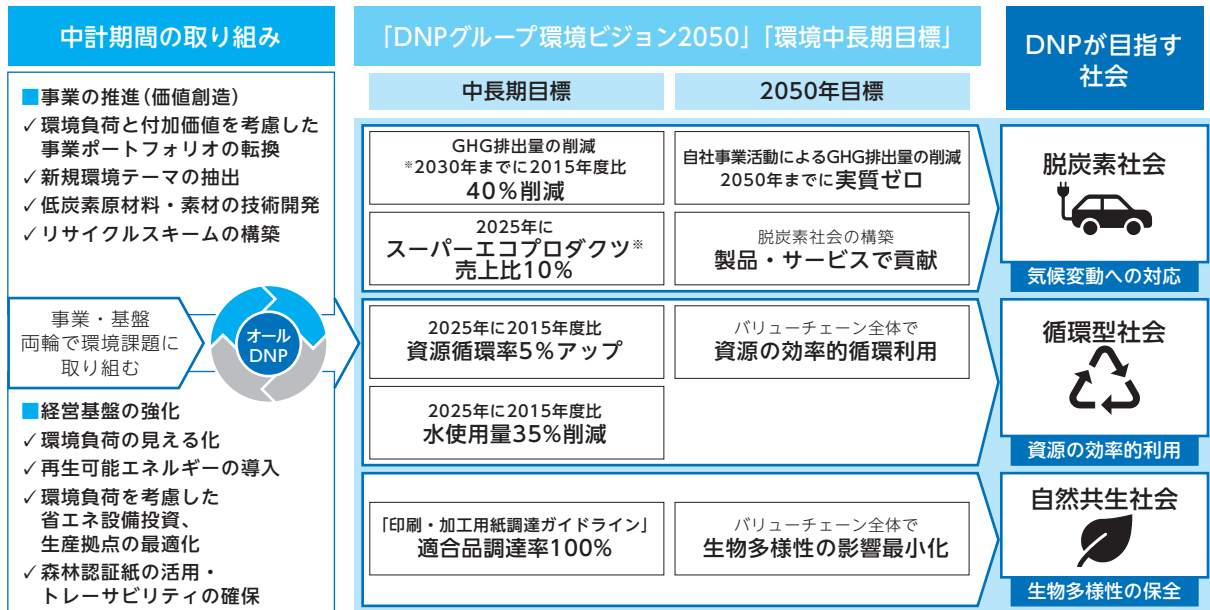 中計期間の取り組み
■事業の推進(価値創造)
✓環境負荷と付加価値を考慮した
事業ポートフォリオの転換
✓新規環境テーマの抽出
✓低炭素原材料・素材の技術開発
✓リサイクルスキームの構築
事業・基盤
両輪で環境課題に
取り組む
オール
DNP
■経営基盤の強化
✓環境負荷の見える化
✓再生可能エネルギーの導入
✓環境負荷を考慮した
省エネ設備投資、
生産拠点の最適化
✓森林認証紙の活用・
トレーサビリティの確保
「DNPグループ環境ビジョン2050」「環境中長期目標」
中長期目標
2050年目標
GHG排出量の削減
※2030年までに2015年度比
40%削減
自社事業活動によるGHG排出量の削減
2050年までに実質ゼロ
2025年に
スーパーエコプロダクツ※
売上比10%
脱炭素社会の構築
製品・サービスで貢献
2025年に2015年度比
資源循環率5%アップ
バリューチェーン全体で
資源の効率的循環利用
2025年に2015年度比
水使用量35%削減
「印刷・加工用紙調達ガイドライン」
適合品調達率100%
バリューチェーン全体で
生物多様性の影響最小化
DNPが目指す
社会
脱炭素社会
気候変動への対応
循環型社会
資源の効率的利用
自然共生社会
生物多様性の保全